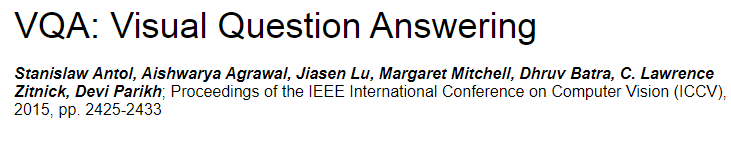 VQA: Visual Question Answering
Stanislaw Antol, Aishwarya Agrawal, Jiasen Lu, Margaret Mitchell, Dhruv Batra, C. Lawrence
Zitnick, Devi Parikh; Proceedings of the IEEE International Conference on Computer Vision (ICCV),
2015, pp. 2425-2433